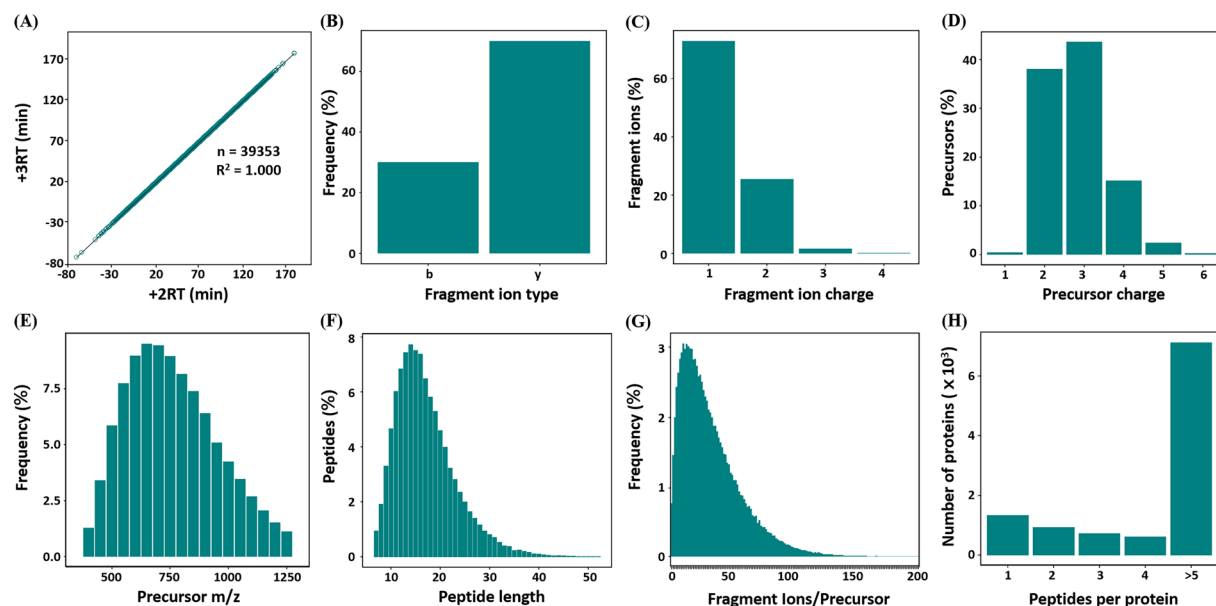 (A)
170
120
70
20
-30
-80
+3RT (min)
n = 39353
R² = 1.000
-80 -30 20 70 120 170
+2RT (min)
(B)
60
40
20
0
Frequency (%)
b y
Fragment ion type
(C)
60
40
20
0
Fragment ions (%)
1 2 3 4
Fragment ion charge
(D)
40
30
20
10
0
Precursors (%)
1 2 3 4 5 6
Precursor charge
(E)
7.5
5.0
2.5
0.0
Frequency (%)
500 750 1000 1250
Precursor m/z
(F)
8
6
4
2
0
Peptides (%)
10 20 30 40 50
Peptide length
(G)
3
2
1
0
Frequency (%)
0 50 100 150 200
Fragment Ions/Precursor
(H)
6
4
2
0
Number of proteins ( x 10³)
1 2 3 4 >5
Peptides per protein